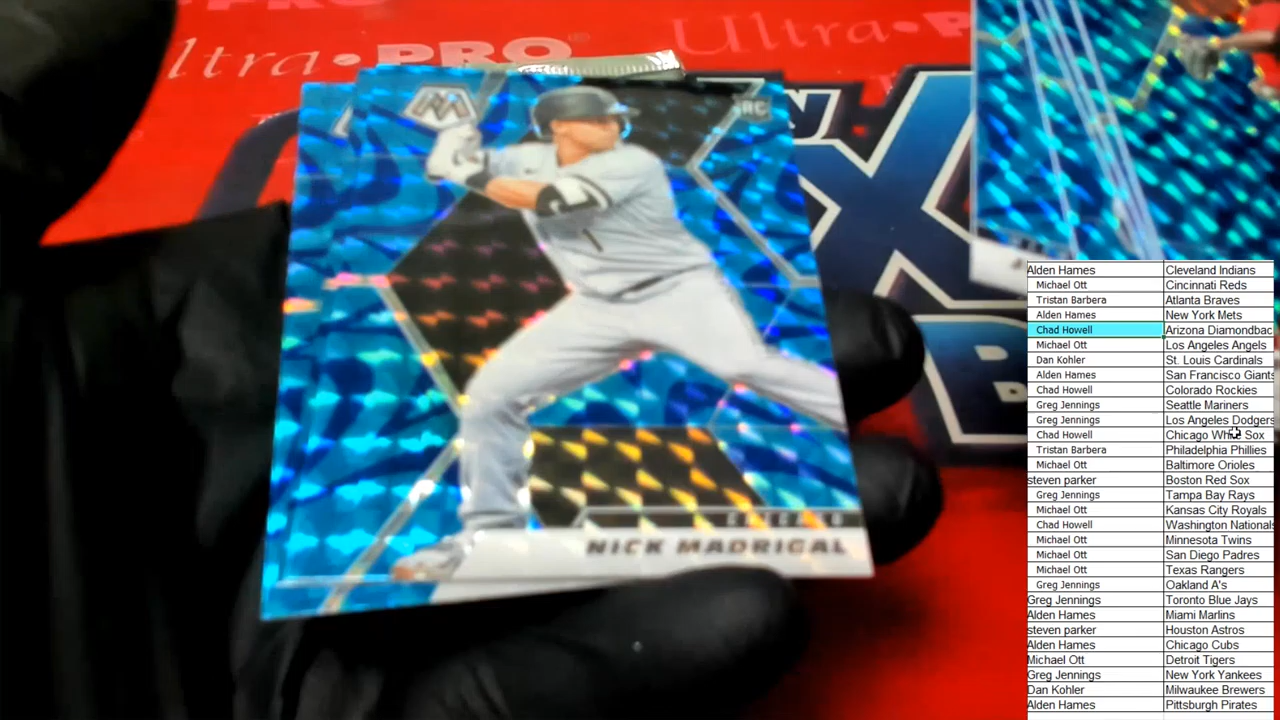 ltra•PRO
Ultra•P
RC
1
CHICAGO
NICK MADRIGAL
Alden Hames Cleveland Indians
Michael Ott Cincinnati Reds
Tristan Barbera Atlanta Braves
Alden Hames New York Mets
Chad Howell Arizona Diamondbac
Michael Ott Los Angeles Angels
Dan Kohler St. Louis Cardinals
Alden Hames San Francisco Giants
Chad Howell Colorado Rockies
Greg Jennings Seattle Mariners
Greg Jennings Los Angeles Dodgers
Chad Howell Chicago White Sox
Tristan Barbera Philadelphia Phillies
Michael Ott Baltimore Orioles
steven parker Boston Red Sox
Greg Jennings Tampa Bay Rays
Michael Ott Kansas City Royals
Chad Howell Washington Nationals
Michael Ott Minnesota Twins
Michael Ott San Diego Padres
Michael Ott Texas Rangers
Greg Jennings Oakland A's
Greg Jennings Toronto Blue Jays
Alden Hames Miami Marlins
steven parker Houston Astros
Alden Hames Chicago Cubs
Michael Ott Detroit Tigers
Greg Jennings New York Yankees
Dan Kohler Milwaukee Brewers
Alden Hames Pittsburgh Pirates